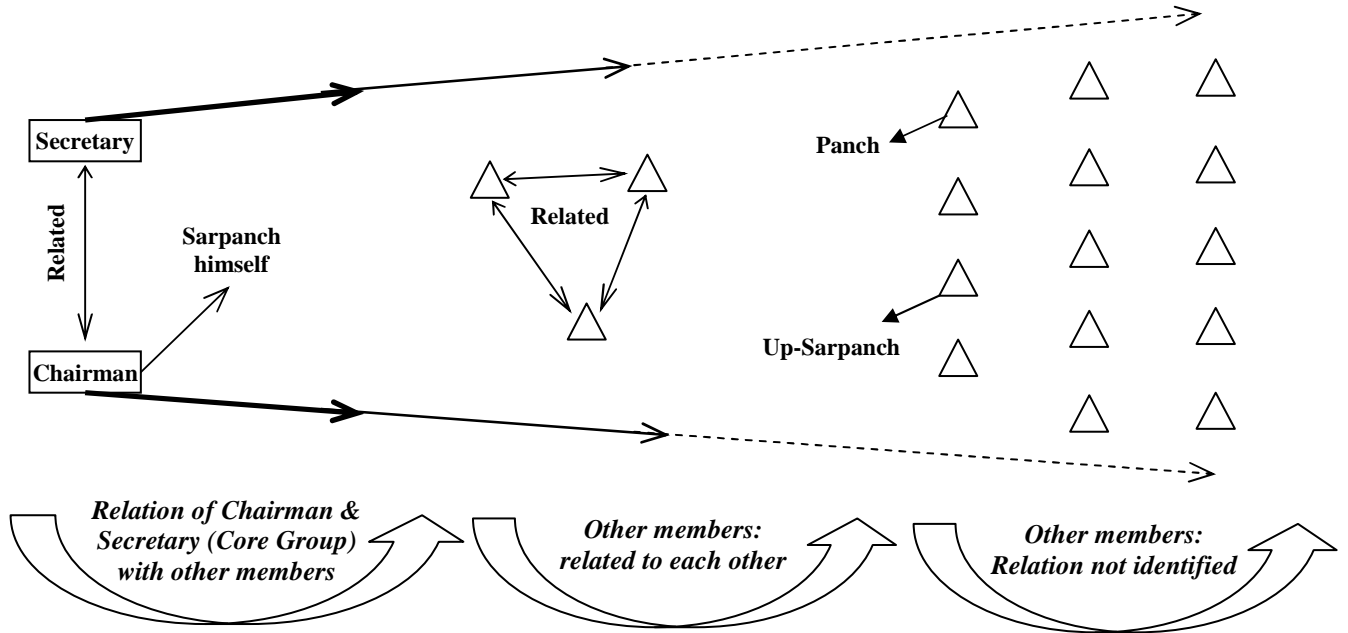 Secretary
Related
Chairman
Sarpanch
himself
Related
Panch
Up-Sarpanch
Relation of Chairman &
Secretary (Core Group)
with other members
Other members:
related to each other
Other members:
Relation not identified